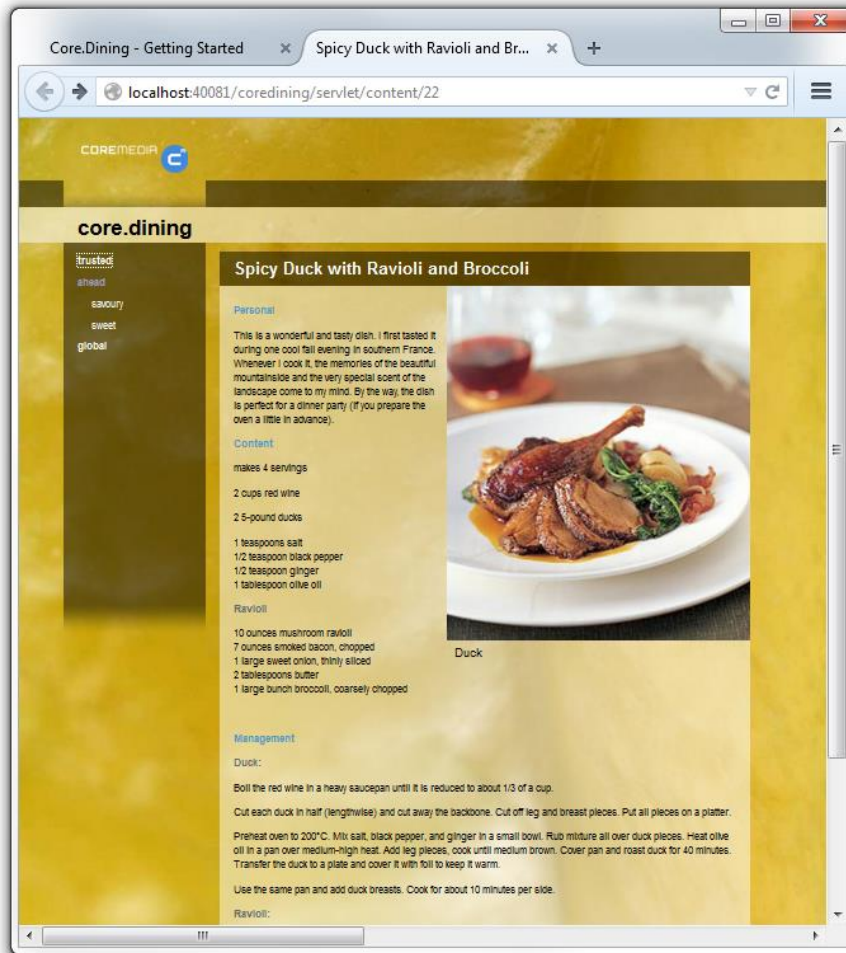 Core.Dining - Getting Started
Spicy Duck with Ravioli and Br...
localhost:40081/coredining/servlet/content/22
COREMEDIA
core.dining
trusted
ahead
savoury
sweet
global
Spicy Duck with Ravioli and Broccoli
Personal
This is a wonderful and tasty dish. I first tasted it
during one cool fall evening in southern France.
Whenever I cook it, the memories of the beautiful
mountainside and the very special scent of the
landscape come to my mind. By the way, the dish
is perfect for a dinner party (if you prepare the
oven a little in advance).
Content
makes 4 servings
2 cups red wine
2 5-pound ducks
1 teaspoons salt
1/2 teaspoon black pepper
1/2 teaspoon ginger
1 tablespoon olive oil
Ravioli
10 ounces mushroom ravioli
7 ounces smoked bacon, chopped
1 large sweet onion, thinly sliced
2 tablespoons butter
1 large bunch broccoli, coarsely chopped
Duck
Management
Duck:
Boil the red wine in a heavy saucepan until it is reduced to about 1/3 of a cup.
Cut each duck in half (lengthwise) and cut away the backbone. Cut off leg and breast pieces. Put all pieces on a platter.
Preheat oven to 200°C. Mix salt, black pepper, and ginger in a small bowl. Rub mixture all over duck pieces. Heat olive
oil in a pan over medium-high heat. Add leg pieces, cook until medium brown. Cover pan and roast duck for 40 minutes.
Transfer the duck to a plate and cover it with foil to keep it warm.
Use the same pan and add duck breasts. Cook for about 10 minutes per side.
Ravioli: